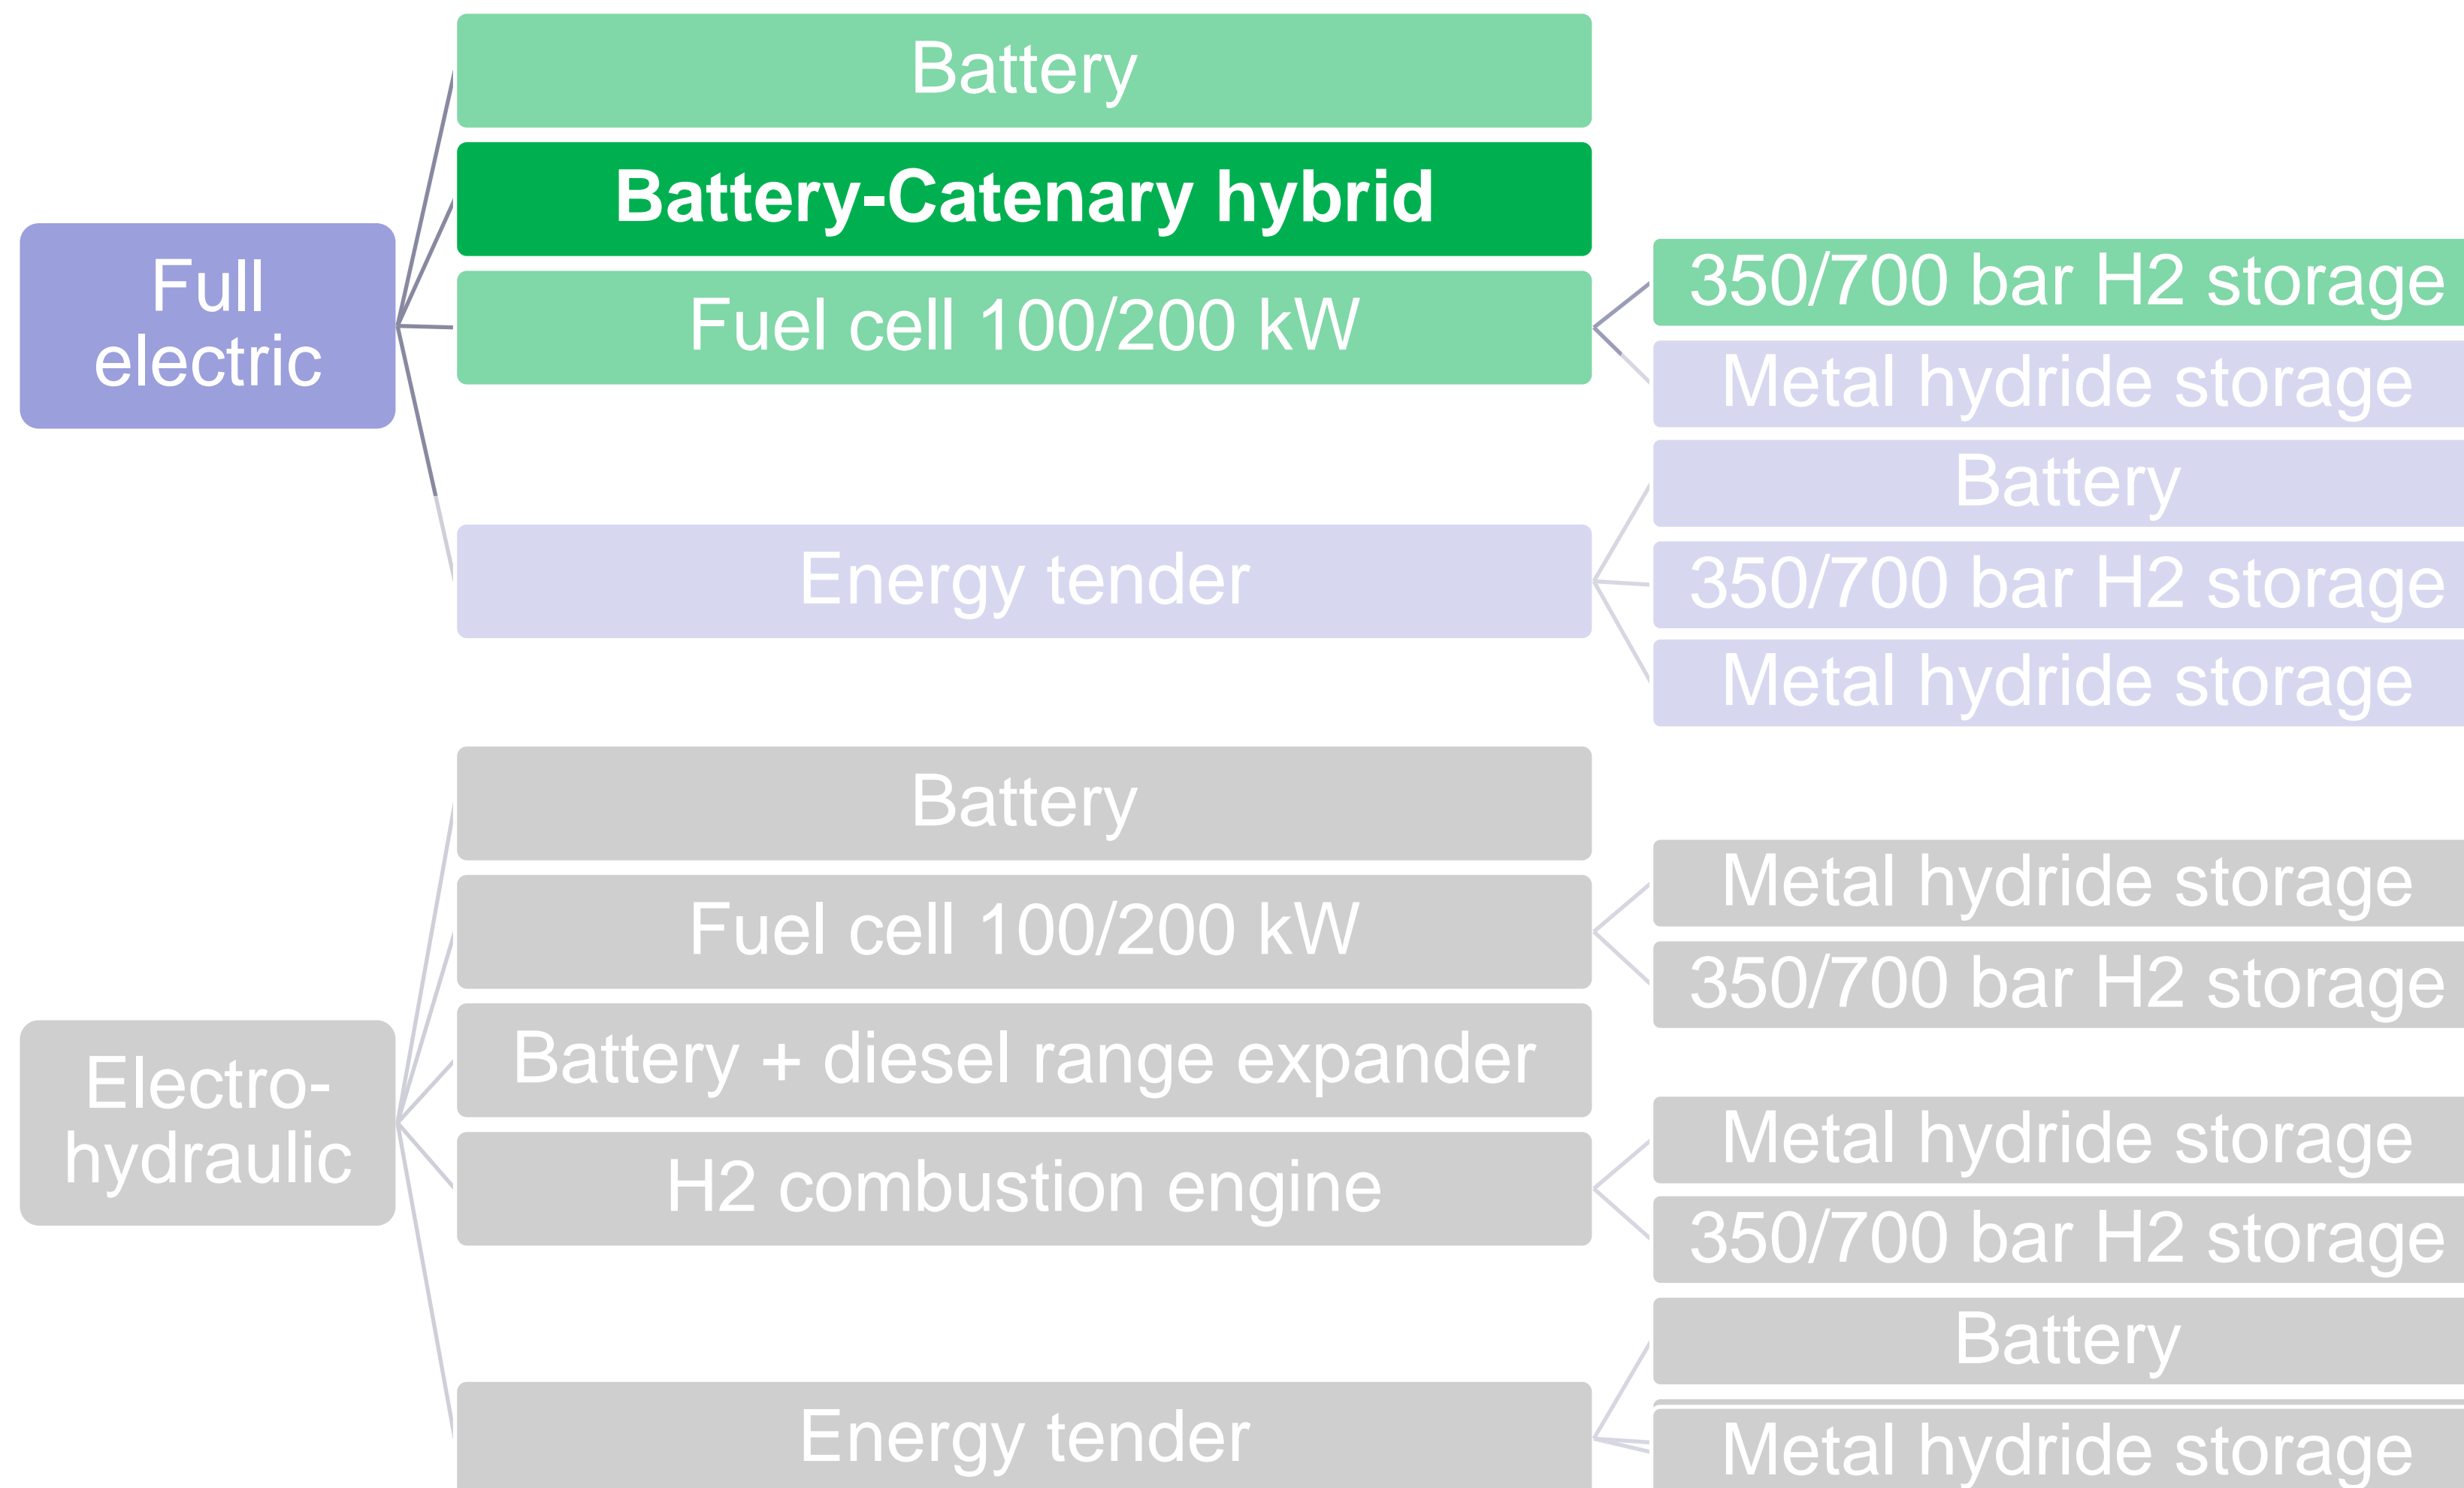 Full
electric
Battery
Battery-Catenary hybrid
Fuel cell 100/200 kW
350/700 bar H2 storage
Metal hydride storage
Energy tender
Battery
350/700 bar H2 storage
Metal hydride storage
Electro-
hydraulic
Battery
Fuel cell 100/200 kW
Metal hydride storage
350/700 bar H2 storage
Battery + diesel range expander
H2 combustion engine
Metal hydride storage
350/700 bar H2 storage
Energy tender
Battery
Metal hydride storage